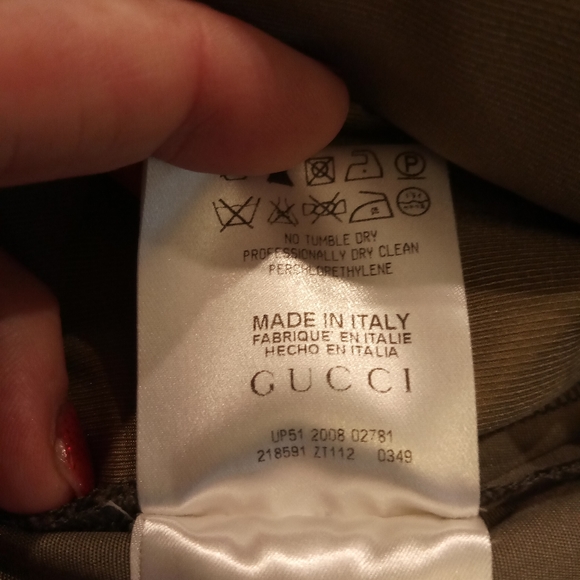 P
NO TUMBLE DRY
PROFESSIONALLY DRY CLEAN
PERCHLORETHYLENE
MADE IN ITALY
FABRIQUE' EN ITALIE
HECHO EN ITALIA
GUCCI
UP51 2008 02781
218591 ZT112 0349